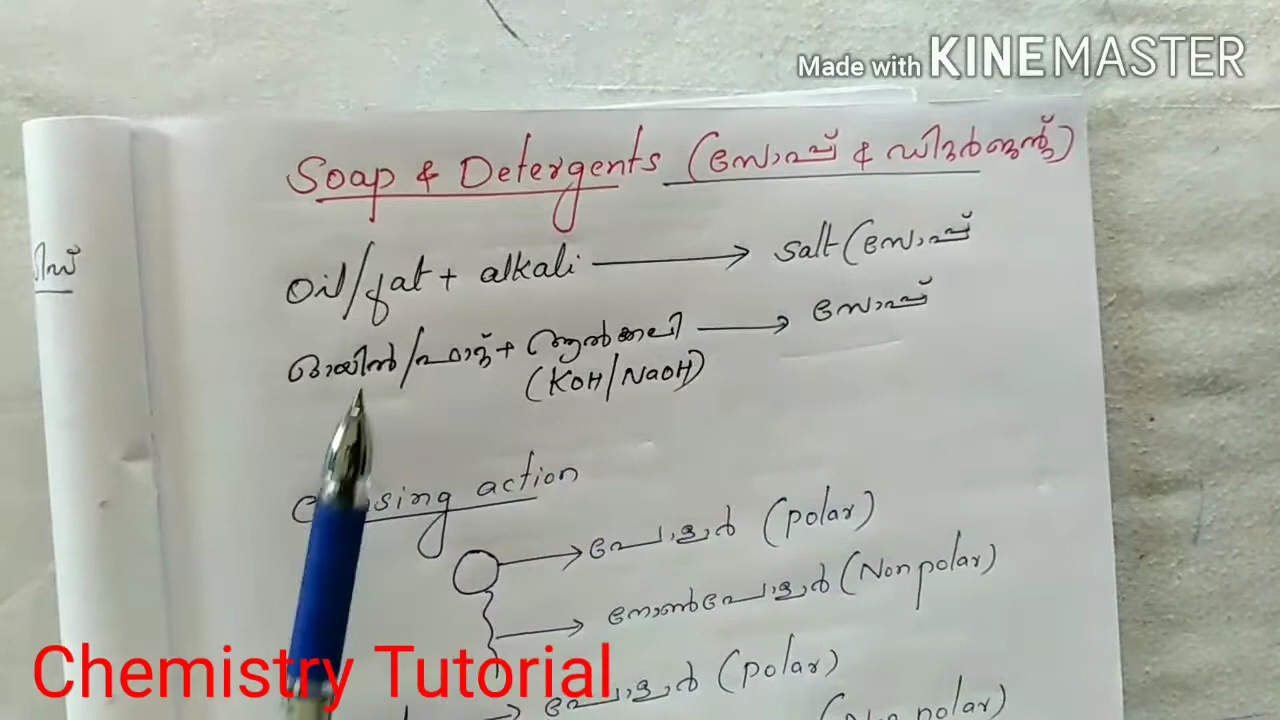 Made with KINEMASTER
Soap & Detergents (സോപ്പ് & ഡിറ്റർജന്റ്)
Oil/fat + alkali → salt (സോപ്പ്
ഓയിൽ/ഫാറ്റ് + ആൽക്കലി → സോപ്പ്
(KOH/NaOH)
action
പോളാർ (polar)
നോൺപോളാർ (Nonpolar)
പോളാർ (polar)
polar)
Chemistry Tutorial